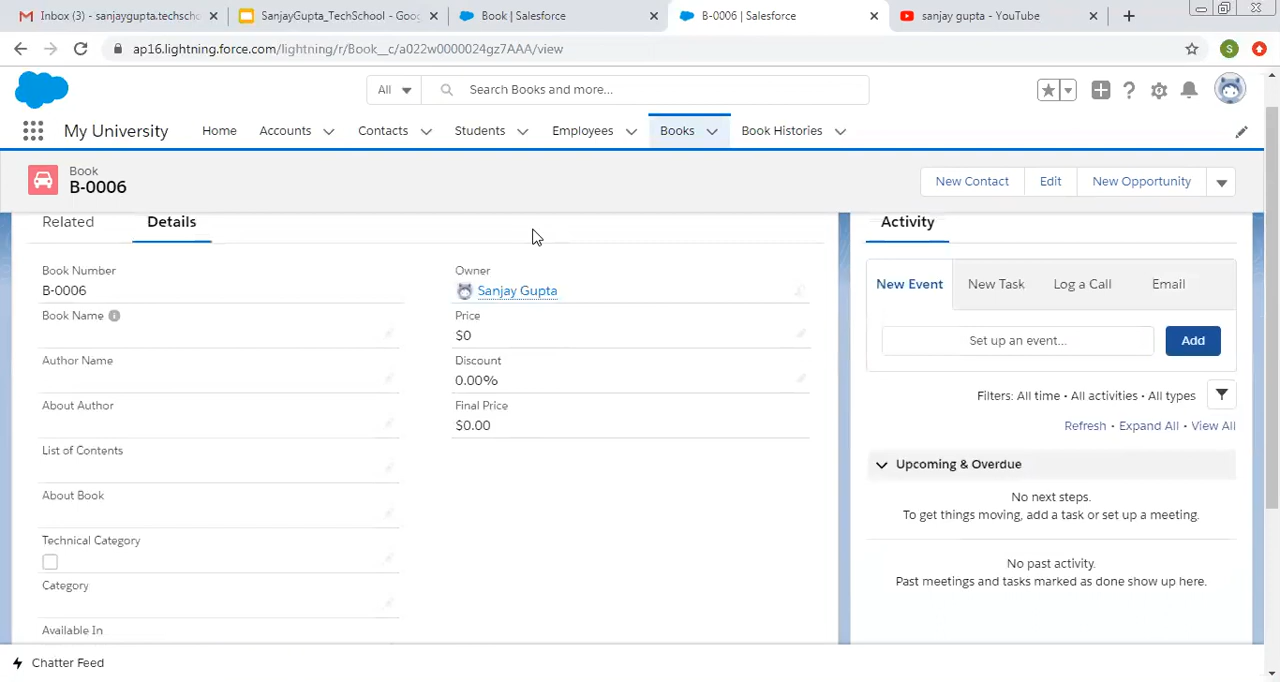 Inbox (3) - sanjaygupta.techscho
SanjayGupta_TechSchool - Goo
Book | Salesforce
B-0006 | Salesforce
sanjay gupta - YouTube
ap16.lightning.force.com/lightning/r/Book__c/a022w0000024gz7AAA/view
S
All
Search Books and more...
My University
Home
Accounts
Contacts
Students
Employees
Books
Book Histories
Book
B-0006
New Contact
Edit
New Opportunity
Related
Details
Activity
Book Number
B-0006
Book Name
Author Name
About Author
List of Contents
About Book
Technical Category
Category
Available In
Owner
Sanjay Gupta
Price
$0
Discount
0.00%
Final Price
$0.00
New Event
New Task
Log a Call
Email
Set up an event...
Add
Filters: All time • All activities • All types
Refresh • Expand All • View All
Upcoming & Overdue
No next steps.
To get things moving, add a task or set up a meeting.
No past activity.
Past meetings and tasks marked as done show up here.
Chatter Feed